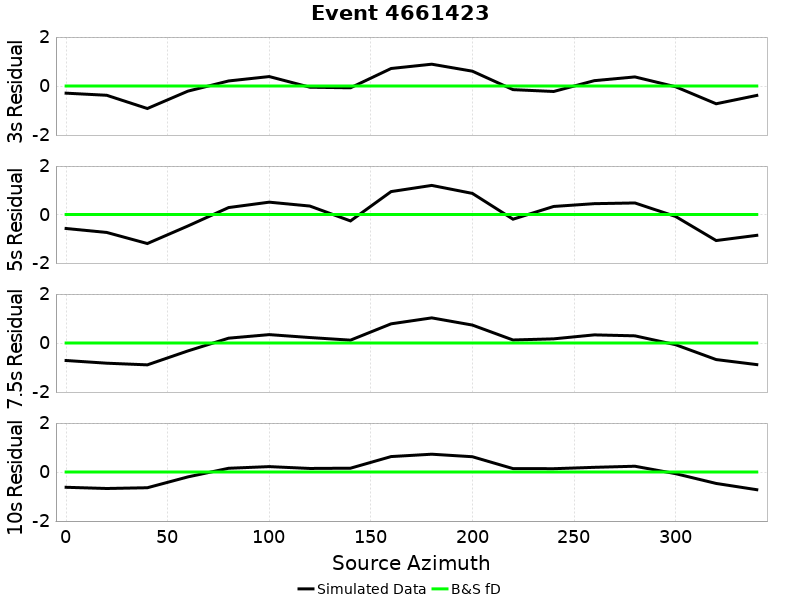 Event 4661423
3s Residual
2
0
-2
5s Residual
2
0
-2
7.5s Residual
2
0
-2
10s Residual
2
0
-2
0 50 100 150 200 250 300
Source Azimuth
Simulated Data B&S fD